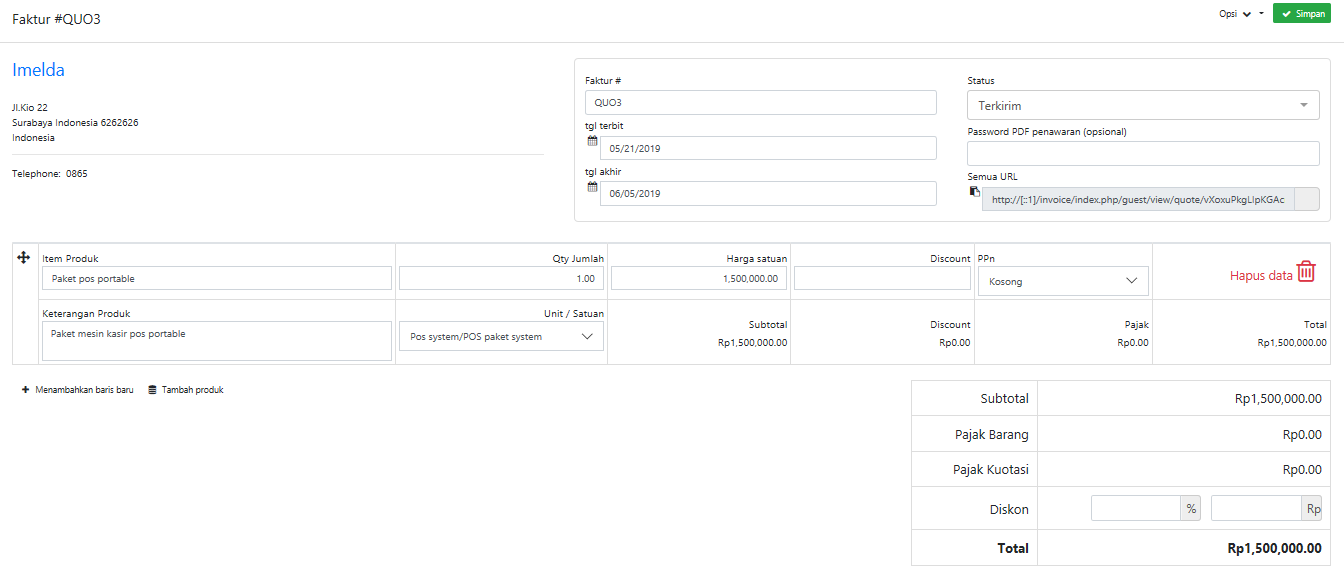 Faktur #QUO3
Opsi
Simpan
Imelda
Jl.Kio 22
Surabaya Indonesia 6262626
Indonesia
Telephone: 0865
Faktur #
QUO3
tgl terbit
05/21/2019
tgl akhir
06/05/2019
Status
Terkirim
Password PDF penawaran (opsional)
Semua URL
http://[::1]/invoice/index.php/guest/view/quote/vXoxuPkgLlpKGAc
Item Produk
Paket pos portable
Qty Jumlah
1.00
Harga satuan
1,500,000.00
Discount
PPn
Kosong
Hapus data
Keterangan Produk
Paket mesin kasir pos portable
Unit / Satuan
Pos system/POS paket system
Subtotal
Rp1,500,000.00
Discount
Rp0.00
Pajak
Rp0.00
Total
Rp1,500,000.00
Menambahkan baris baru Tambah produk
Subtotal Rp1,500,000.00
Pajak Barang Rp0.00
Pajak Kuotasi Rp0.00
Diskon % Rp
Total Rp1,500,000.00